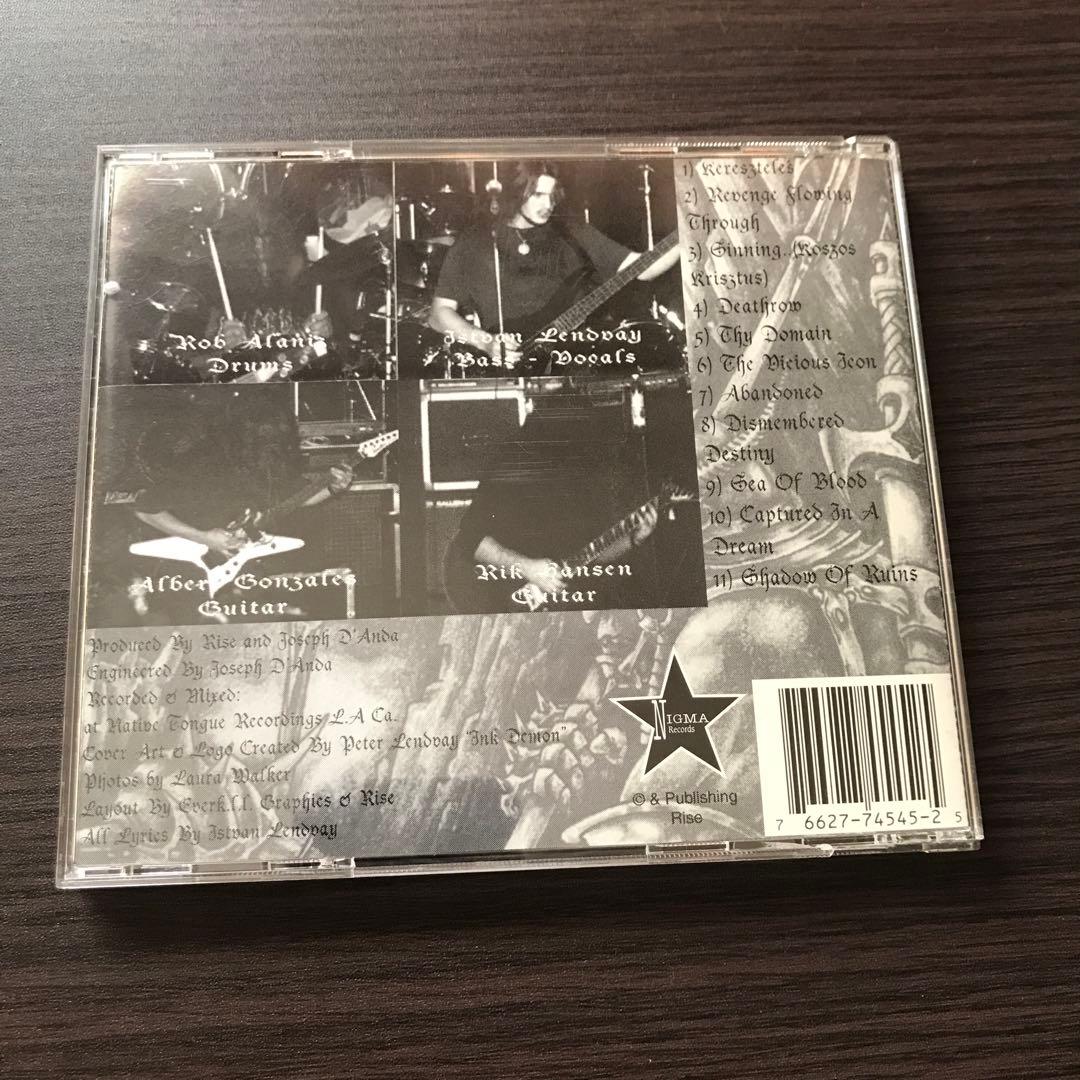 Rob Alaniz
Drums
Istvan Lendvay
Bass - Vocals
Albert Gonzales
Guitar
Rik Hansen
Guitar
1) Keresztelés
2) Revenge Flowing
Through
3) Sinning..(Koszos
Krisztus)
4) Deathrow
5) Thy Domain
6) The Vicious Icon
7) Abandoned
8) Dismembered
Destiny
9) Sea Of Blood
10) Captured In A
Dream
11) Shadow Of Ruins
Produced By Rise and Joseph D'Anda
Engineered By Joseph D'Anda
Recorded & Mixed:
at Native Tongue Recordings L.A Ca.
Cover Art & Logo Created By Peter Lendvay "Ink Demon"
Photos by Laura Walker
Layout By Everk.l.l. Graphics & Rise
All Lyrics By Istvan Lendvay
NIGMA
Records
© & Publishing
Rise
7 6627-74545-2 5